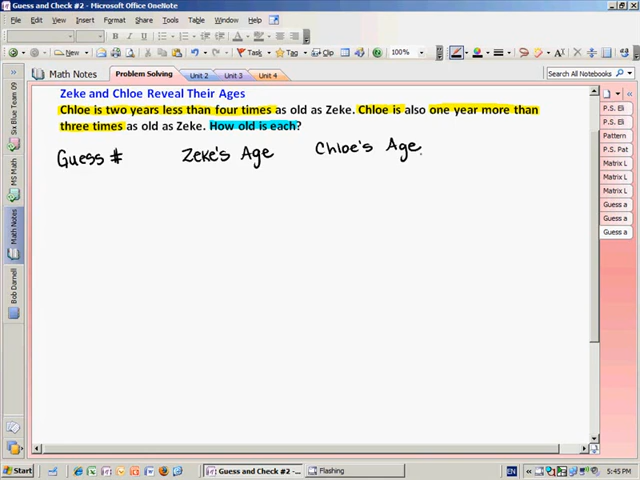 Guess and Check #2 - Microsoft Office OneNote
File Edit View Insert Format Share Tools Table Window Help
New Task Tag Clip 100%
Math Notes Problem Solving Unit 2 Unit 3 Unit 4 Search All Notebooks
Zeke and Chloe Reveal Their Ages
Chloe is two years less than four times as old as Zeke. Chloe is also one year more than
three times as old as Zeke. How old is each?
Guess # Zeke's Age Chloe's Age
Six Blue Team 09
MS Math
Math Notes
Bob Darnell
P.S. Eli
P.S. Eli
Pattern
P.S. Pat
Matrix L
Matrix L
Matrix L
Guess a
Guess a
Guess a
Start Guess and Check #2 - ... Flashing EN 5:45 PM